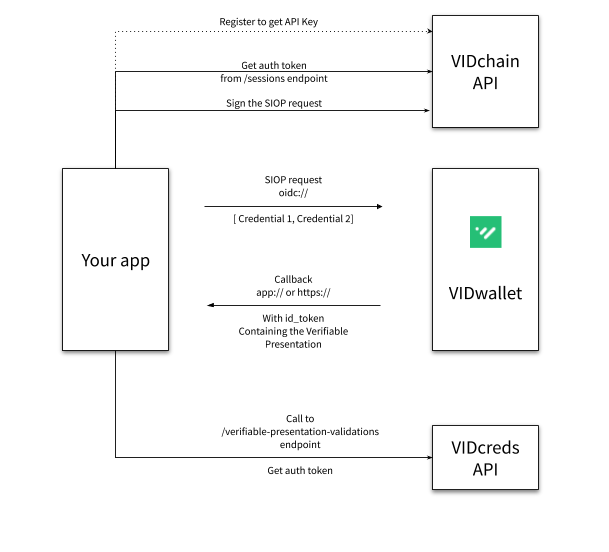 Register to get API Key
Get auth token
from /sessions endpoint
Sign the SIOP request
VIDchain
API
SIOP request
oidc://
[ Credential 1, Credential 2]
Your app
VIDwallet
Callback
app:// or https://
With id_token
Containing the Verifiable
Presentation
Call to
/verifiable-presentation-validations
endpoint
Get auth token
VIDcreds
API